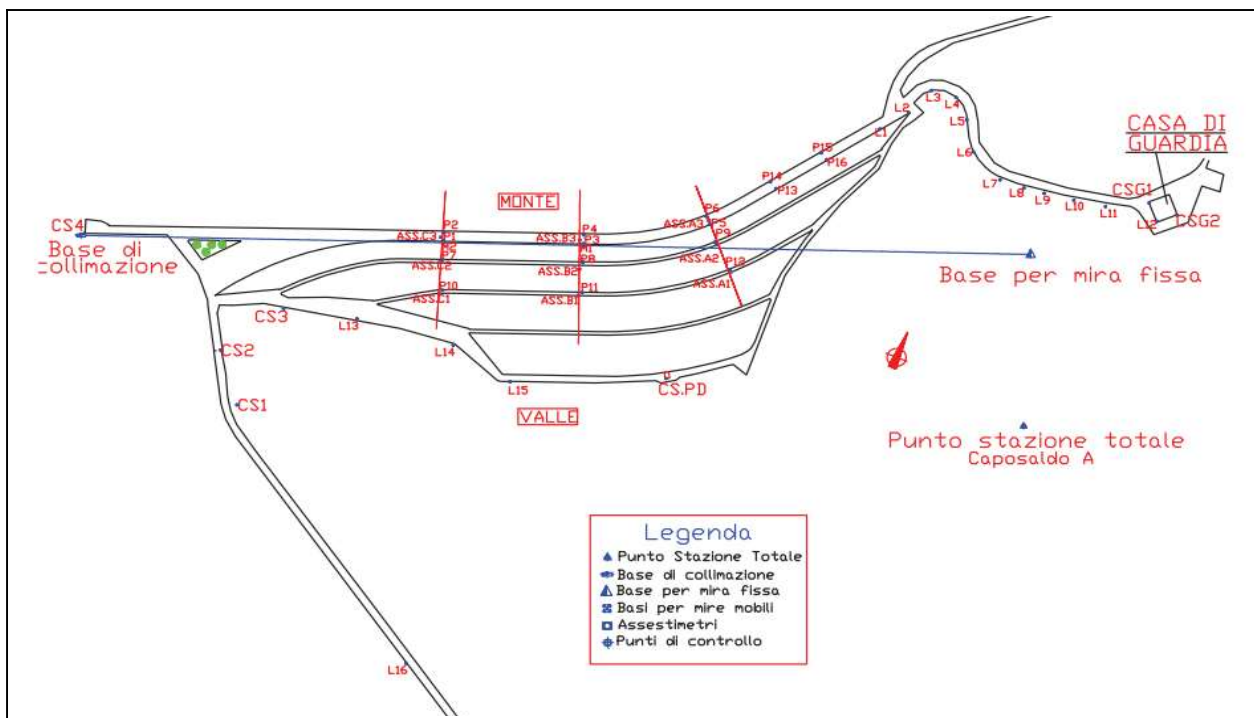 L2
L3
L4
L5
L6
L7
L8
L9
L10
L11
CASA DI
GUARDIA
CSG1
CSG2
L2
L1
P15
P16
P14
P13
MONTE
P6
ASS.A3
P5
P9
ASS.A2
P12
ASS.A1
P4
ASS.B3
P3
M1
P8
ASS.B2
P11
ASS.B1
P2
ASS.C3
P1
P7
ASS.C2
P10
ASS.C1
CS4
Base di
collimazione
Base per mira fissa
CS3
L13
CS2
L14
L15
CS.PD
CS1
VALLE
Punto stazione totale
Caposaldo A
L16
Legenda
Punto Stazione Totale
Base di collimazione
Base per mira fissa
Basi per mire mobili
Assestimetri
Punti di controllo